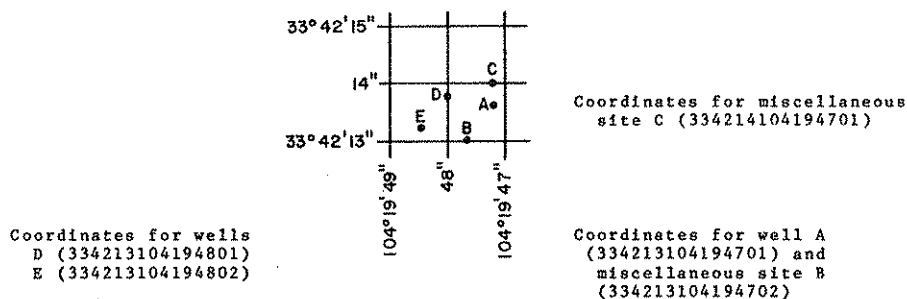 33°42'15"
14"
33°42'13"
C
D
A
E
B
104°19'49"
48"
104°19'47"
Coordinates for miscellaneous
site C (334214104194701)
Coordinates for wells
D (334213104194801)
E (334213104194802)
Coordinates for well A
(334213104194701) and
miscellaneous site B
(334213104194702)